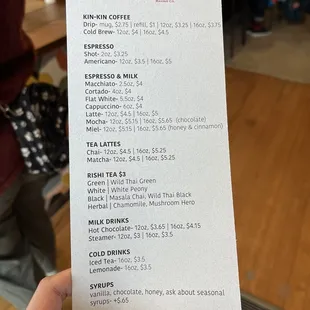 KIN-KIN COFFEE
Drip- mug, $2.75 | refill, $1 | 12oz, $3.25 | 16oz, $3.75
Cold Brew- 12oz, $4 | 16oz, $4.5
ESPRESSO
Shot- 2oz, $3.25
Americano- 12oz, $3.5 | 16oz, $5
ESPRESSO & MILK
Macchiato- 2.5oz, $4
Cortado- 4oz, $4
Flat White- 5.5oz, $4
Cappuccino- 6oz, $4
Latte- 12oz, $4.5 | 16oz, $5
Mocha- 12oz, $5.15 | 16oz, $5.65 (chocolate)
Miel- 12oz, $5.15 | 16oz, $5.65 (honey & cinnamon)
TEA LATTES
Chai- 12oz, $4.5 | 16oz, $5.25
Matcha- 12oz, $4.5 | 16oz, $5.25
RISHI TEA $3
Green | Wild Thai Green
White | White Peony
Black | Masala Chai, Wild Thai Black
Herbal | Chamomile, Mushroom Hero
MILK DRINKS
Hot Chocolate- 12oz, $3.65 | 16oz, $4.15
Steamer- 12oz, $3 | 16oz, $3.5
COLD DRINKS
Iced Tea- 16oz, $3.5
Lemonade- 16oz, $3.5
SYRUPS
vanilla, chocolate, honey, ask about seasonal
syrups- +$.65